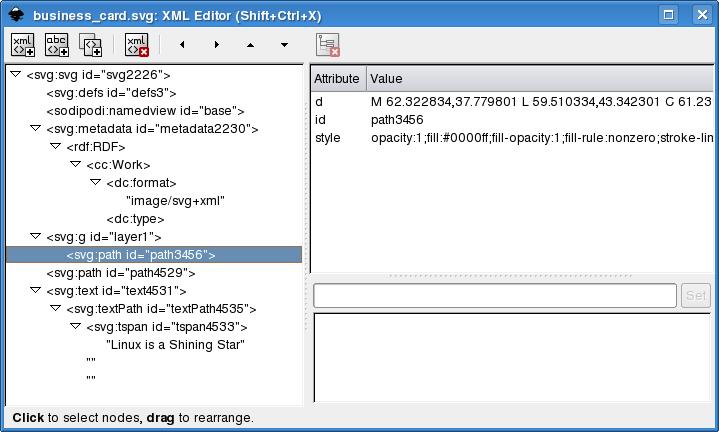 business_card.svg: XML Editor (Shift+Ctrl+X)
xml
abc
xml
<svg:svg id="svg2226">
<svg:defs id="defs3">
<sodipodi:namedview id="base">
<svg:metadata id="metadata2230">
<rdf:RDF>
<cc:Work>
<dc:format>
"image/svg+xml"
<dc:type>
<svg:g id="layer1">
<svg:path id="path3456">
<svg:path id="path4529">
<svg:text id="text4531">
<svg:textPath id="textPath4535">
<svg:tspan id="tspan4533">
"Linux is a Shining Star"
""
""
Attribute Value
d M 62.322834,37.779801 L 59.510334,43.342301 C 61.23
id path3456
style opacity:1;fill:#0000ff;fill-opacity:1;fill-rule:nonzero;stroke-lin
Set
Click to select nodes, drag to rearrange.